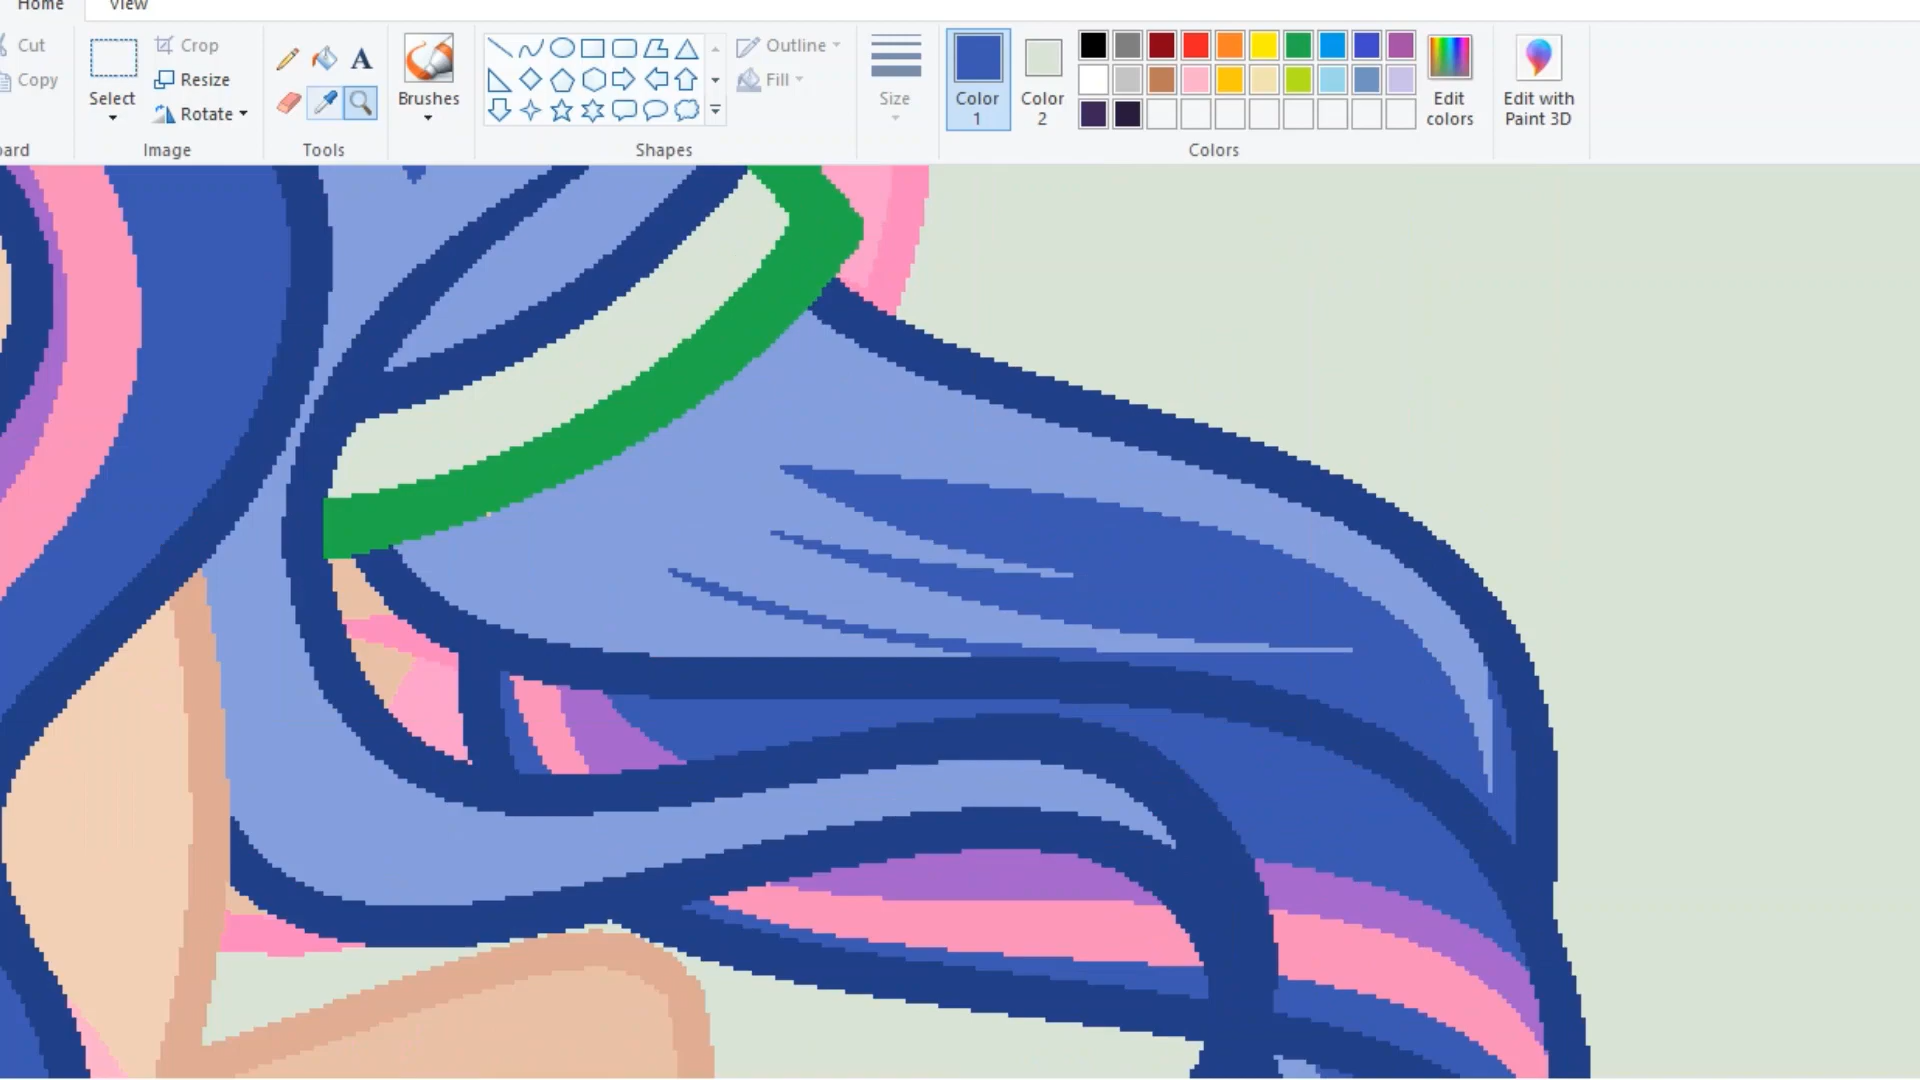 Home View
Cut
Copy
Select
Crop
Resize
Rotate
Image
A
Tools
Brushes
Shapes
Outline
Fill
Size
Color 1
Color 2
Colors
Edit colors
Edit with Paint 3D